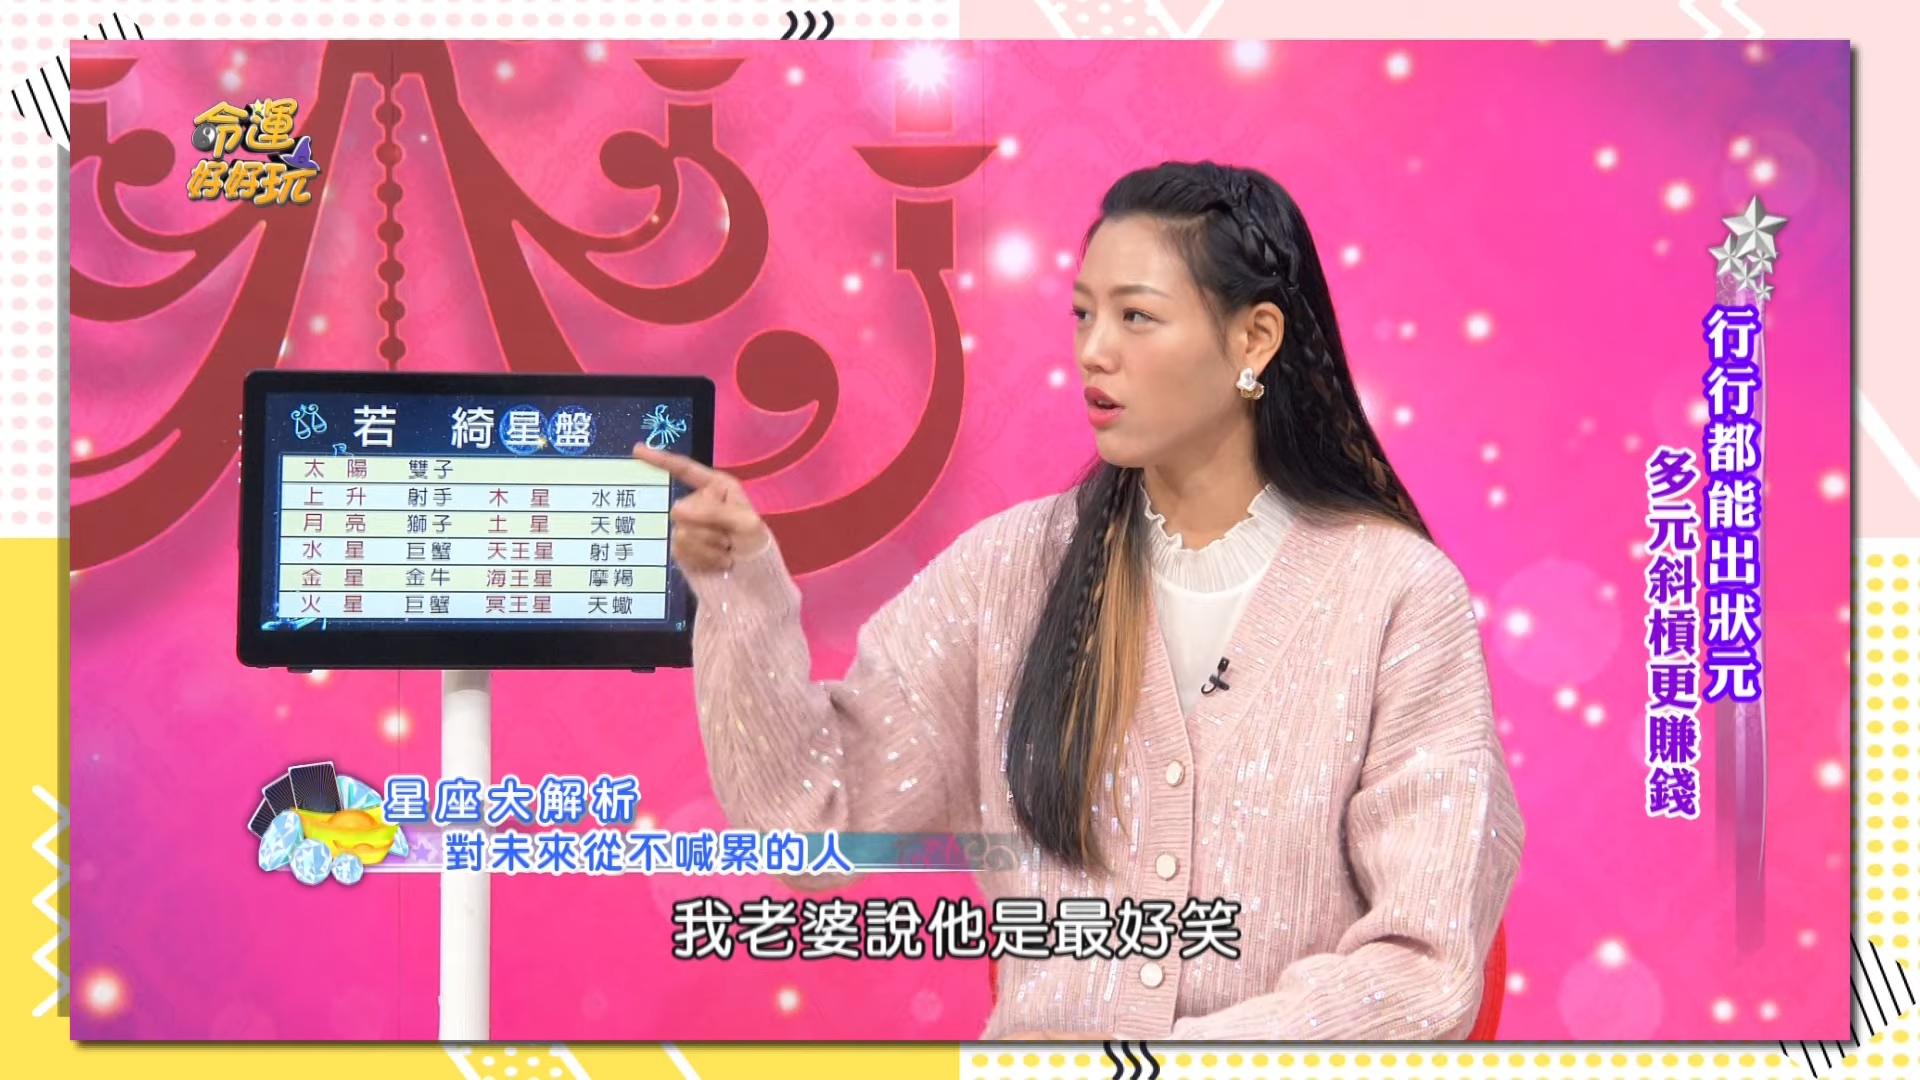 命運
好好玩
行行都能出狀元
多元斜槓更賺錢
若 綺星盤
太陽 雙子
上升 射手 木星 水瓶
月亮 獅子 土星 天蠍
水星 巨蟹 天王星 射手
金星 金牛 海王星 摩羯
火星 巨蟹 冥王星 天蠍
星座大解析
對未來從不喊累的人
我老婆說他是最好笑